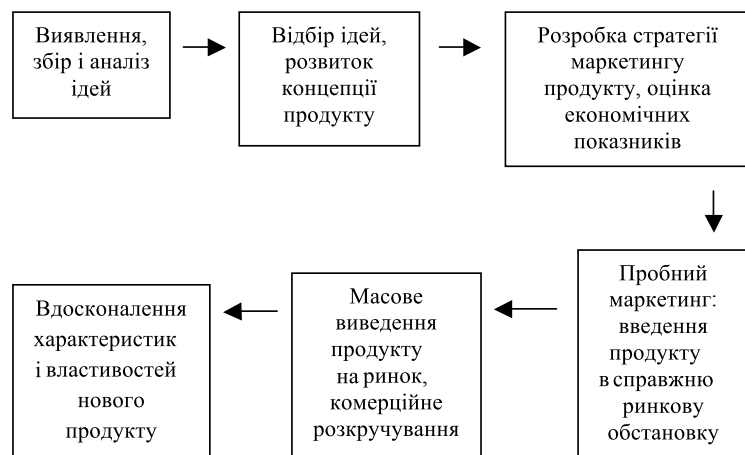 Виявлення,
збір і аналіз
ідей
Відбір ідей,
розвиток
концепції
продукту
Розробка стратегії
маркетингу
продукту, оцінка
економічних
показників
Пробний
маркетинг:
введення
продукту
в справжню
ринкову
обстановку
Масове
виведення
продукту
на ринок,
комерційне
розкручування
Вдосконалення
характеристик
і властивостей
нового
продукту